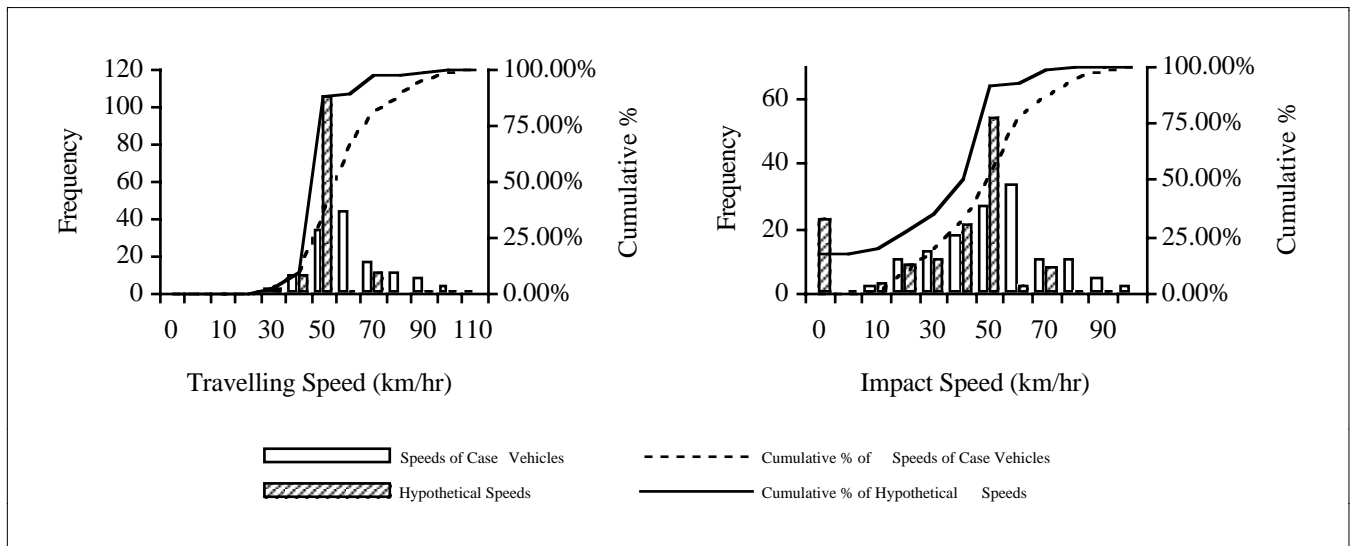 120
100
80
60
40
20
0
Frequency
100.00%
75.00%
50.00%
25.00%
0.00%
Cumulative %
0 10 30 50 70 90 110
Travelling Speed (km/hr)
60
40
20
0
Frequency
100.00%
75.00%
50.00%
25.00%
0.00%
Cumulative %
0 10 30 50 70 90
Impact Speed (km/hr)
Speeds of Case Vehicles
Cumulative % of Speeds of Case Vehicles
Hypothetical Speeds
Cumulative % of Hypothetical Speeds